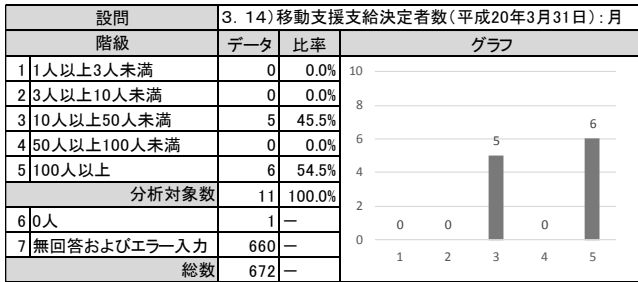 設問 3. 14)移動支援支給決定者数(平成20年3月31日):月
階級 データ 比率 グラフ
1 1人以上3人未満 0 0.0%
2 3人以上10人未満 0 0.0%
3 10人以上50人未満 5 45.5%
4 50人以上100人未満 0 0.0%
5 100人以上 6 54.5%
分析対象数 11 100.0%
6 0人 1 －
7 無回答およびエラー入力 660 －
総数 672 －
10
8
6
4
2
0
0 0 5 0 6
1 2 3 4 5